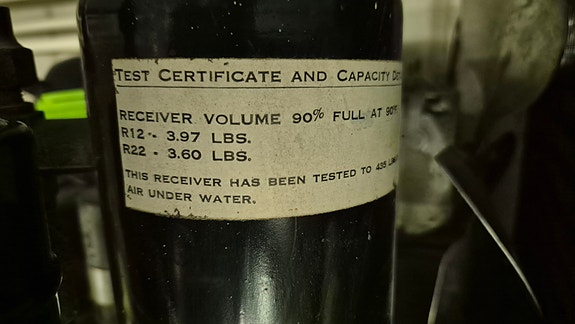 TEST CERTIFICATE AND CAPACITY
RECEIVER VOLUME 90% FULL AT 90°
R12 - 3.97 LBS.
R22 - 3.60 LBS.
THIS RECEIVER HAS BEEN TESTED TO 435
AIR UNDER WATER.